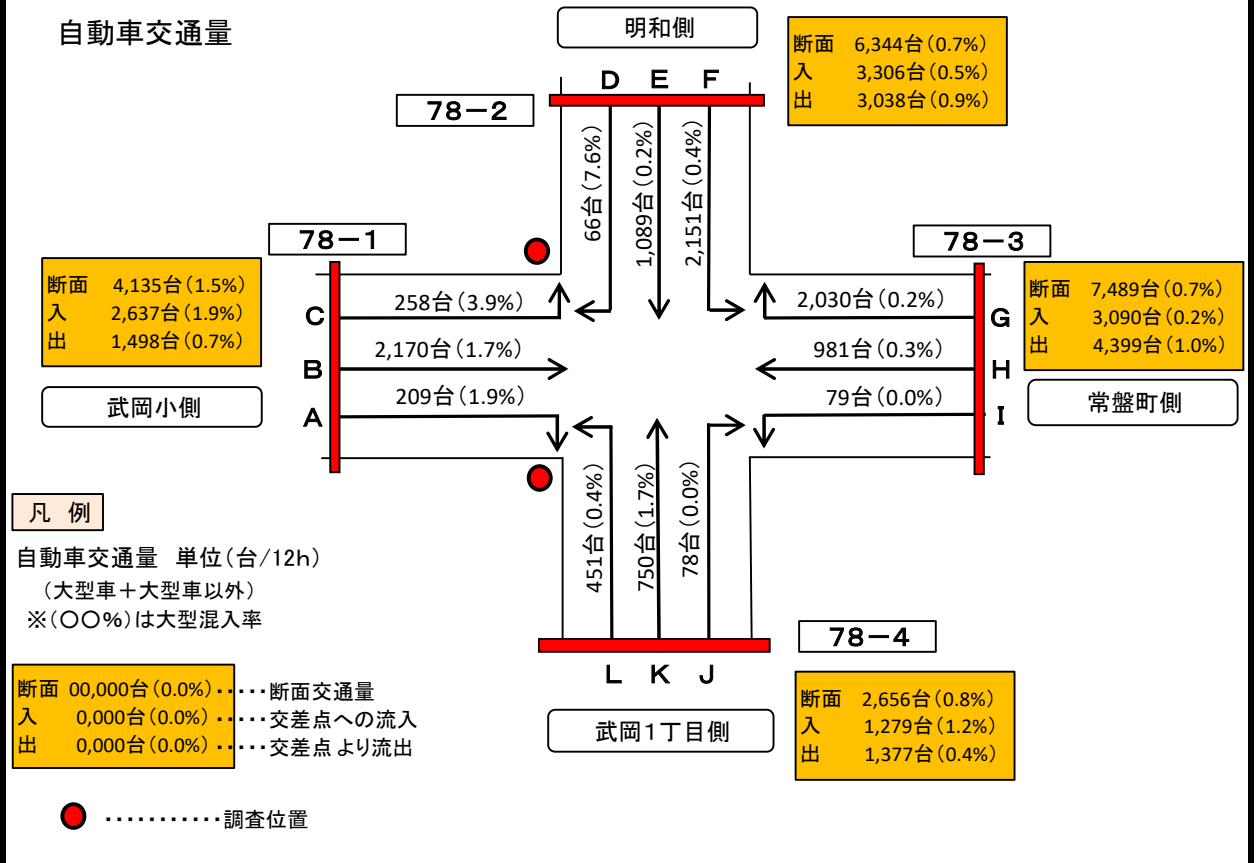 自動車交通量
明和側
断面 6,344台(0.7%)
入 3,306台(0.5%)
出 3,038台(0.9%)
78-2
D E F
66台(7.6%)
1,089台(0.2%)
2,151台(0.4%)
78-1
断面 4,135台(1.5%)
入 2,637台(1.9%)
出 1,498台(0.7%)
武岡小側
C 258台(3.9%)
B 2,170台(1.7%)
A 209台(1.9%)
78-3
2,030台(0.2%) G
981台(0.3%) H
79台(0.0%) I
断面 7,489台(0.7%)
入 3,090台(0.2%)
出 4,399台(1.0%)
常盤町側
451台(0.4%)
750台(1.7%)
78台(0.0%)
L K J
78-4
武岡1丁目側
断面 2,656台(0.8%)
入 1,279台(1.2%)
出 1,377台(0.4%)
凡 例
自動車交通量 単位(台/12h)
(大型車+大型車以外)
※(〇〇%)は大型混入率
断面 00,000台(0.0%)・・・・・断面交通量
入 0,000台(0.0%)・・・・・交差点への流入
出 0,000台(0.0%)・・・・・交差点より流出
・・・・・・・・・・・調査位置